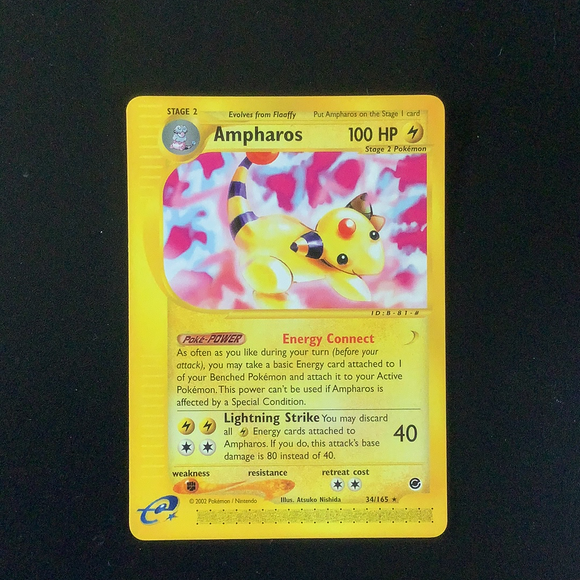 STAGE 2
Evolves from Flaaffy
Put Ampharos on the Stage 1 card
Ampharos 100 HP
Stage 2 Pokémon
ID:B-81-#
Poké-POWER Energy Connect
As often as you like during your turn (before your
attack), you may take a basic Energy card attached to 1
of your Benched Pokémon and attach it to your Active
Pokémon. This power can't be used if Ampharos is
affected by a Special Condition.
Lightning Strike You may discard
all Energy cards attached to
Ampharos. If you do, this attack's base
damage is 80 instead of 40.
40
weakness resistance retreat cost
© 2002 Pokémon / Nintendo Illus. Atsuko Nishida 34/165 ★
e